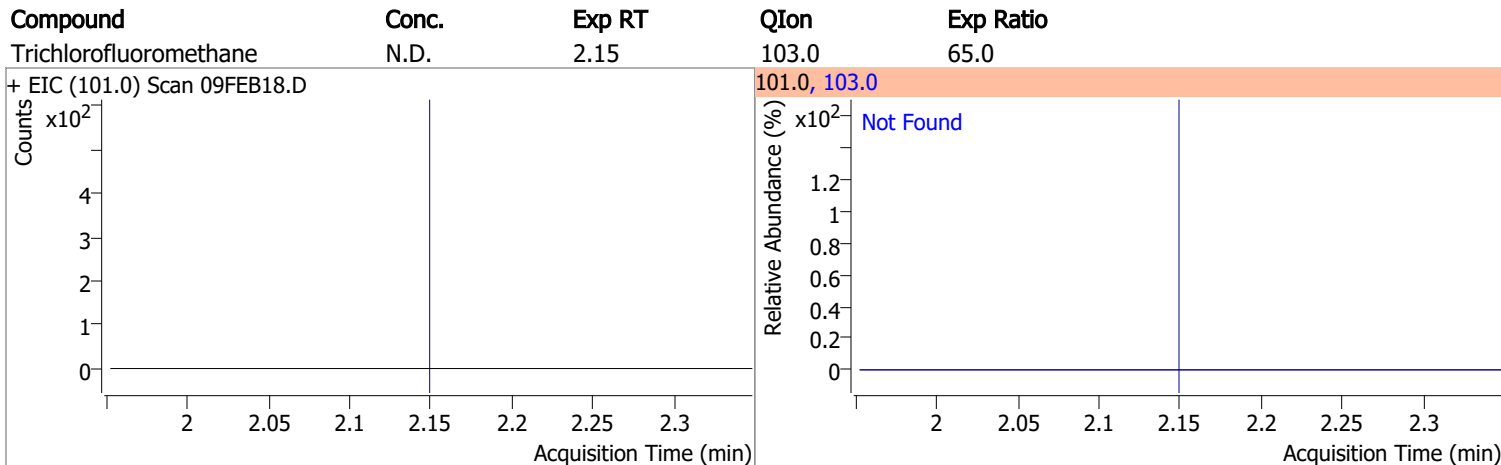 Compound Conc. Exp RT QIon Exp Ratio
Trichlorofluoromethane N.D. 2.15 103.0 65.0
+ EIC (101.0) Scan 09FEB18.D
Counts
x10²
4
3
2
1
0
2 2.05 2.1 2.15 2.2 2.25 2.3
Acquisition Time (min)
101.0, 103.0
Relative Abundance (%)
x10²
Not Found
1.2
1
0.8
0.6
0.4
0.2
0
2 2.05 2.1 2.15 2.2 2.25 2.3
Acquisition Time (min)